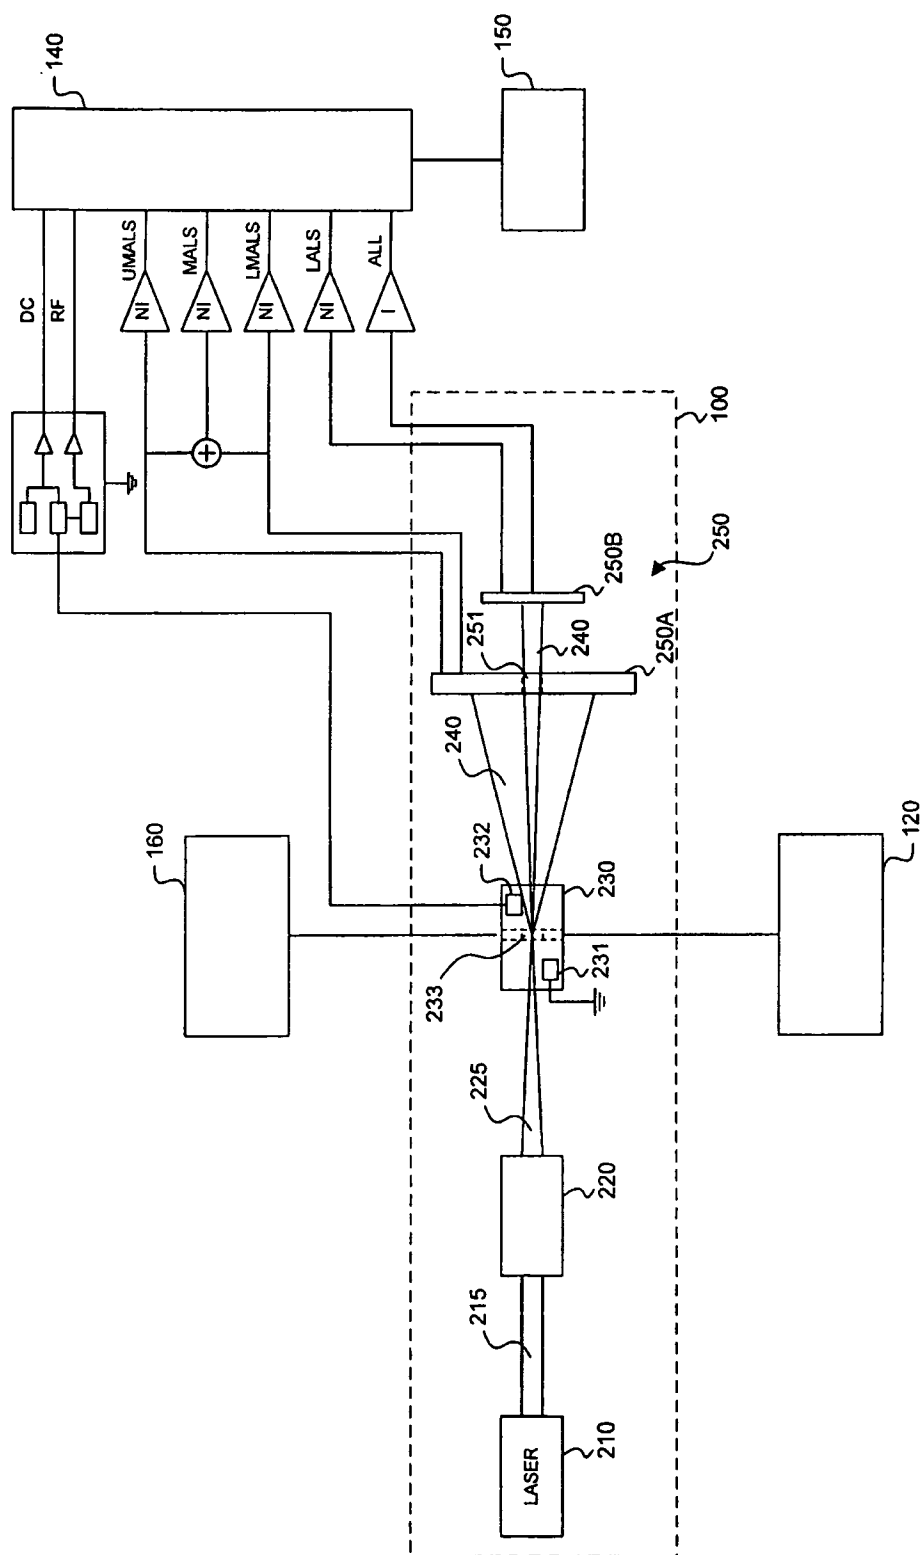 140
150
DC
RF
UMALS
MALS
LMALS
LALS
ALL
NI
NI
NI
NI
I
100
250
250B
251
240
250A
240
160
232
230
233
231
120
225
220
215
LASER
210